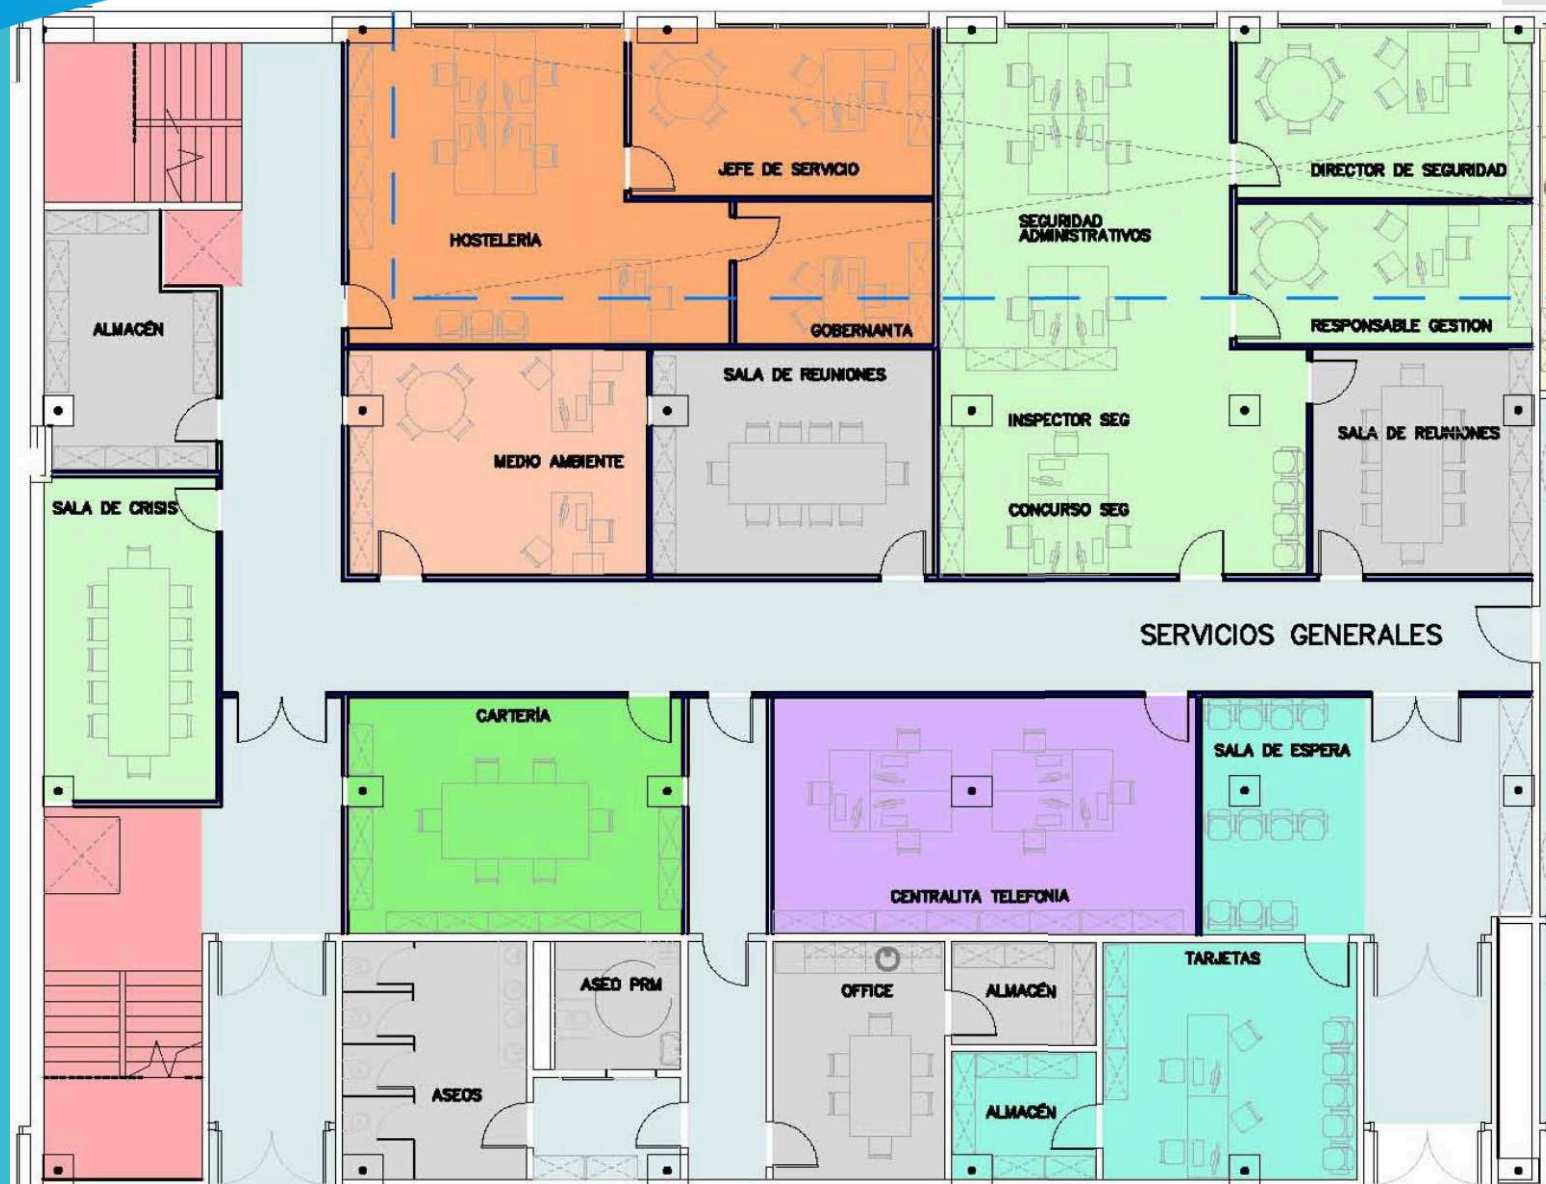 JEFE DE SERVICIO
DIRECTOR DE SEGURIDAD
HOSTELERÍA
SEGURIDAD
ADMINISTRATIVOS
ALMACÉN
GOBERNANTA
RESPONSABLE GESTION
SALA DE REUNIONES
INSPECTOR SEG
SALA DE REUNIONES
MEDIO AMBIENTE
SALA DE CRISIS
CONCURSO SEG
SERVICIOS GENERALES
CARTERÍA
SALA DE ESPERA
CENTRALITA TELEFONIA
TARJETAS
ASEO PRM
OFFICE
ALMACÉN
ASEOS
ALMACÉN